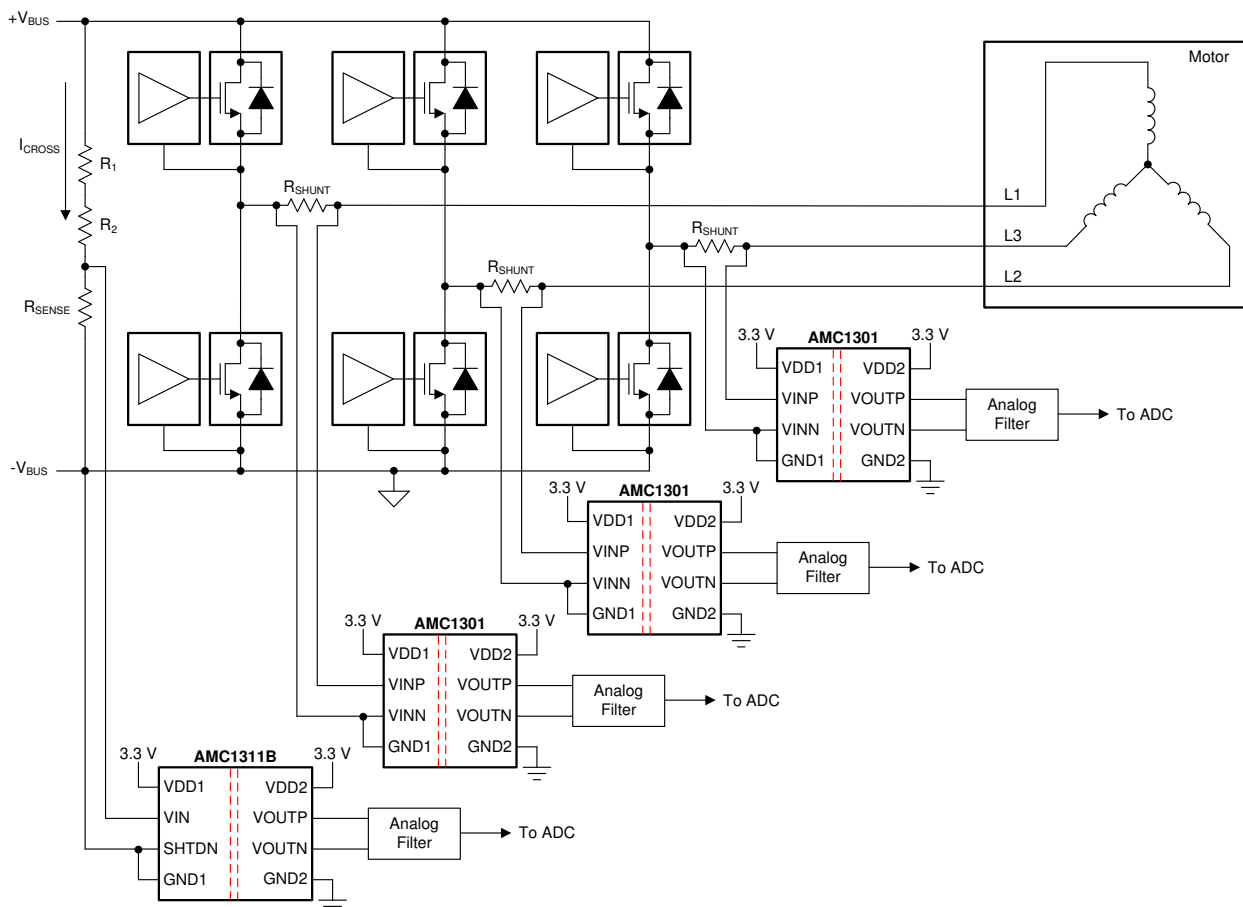 +VBUS
Motor
ICROSS
R1
R2
RSENSE
RSHUNT
RSHUNT
RSHUNT
L1
L3
L2
-VBUS
AMC1301
3.3 V
3.3 V
VDD1
VDD2
VINP
VOUTP
VINN
VOUTN
GND1
GND2
Analog
Filter
To ADC
AMC1301
3.3 V
3.3 V
VDD1
VDD2
VINP
VOUTP
VINN
VOUTN
GND1
GND2
Analog
Filter
To ADC
AMC1301
3.3 V
3.3 V
VDD1
VDD2
VINP
VOUTP
VINN
VOUTN
GND1
GND2
Analog
Filter
To ADC
AMC1311B
3.3 V
3.3 V
VDD1
VDD2
VIN
VOUTP
SHTDN
VOUTN
GND1
GND2
Analog
Filter
To ADC